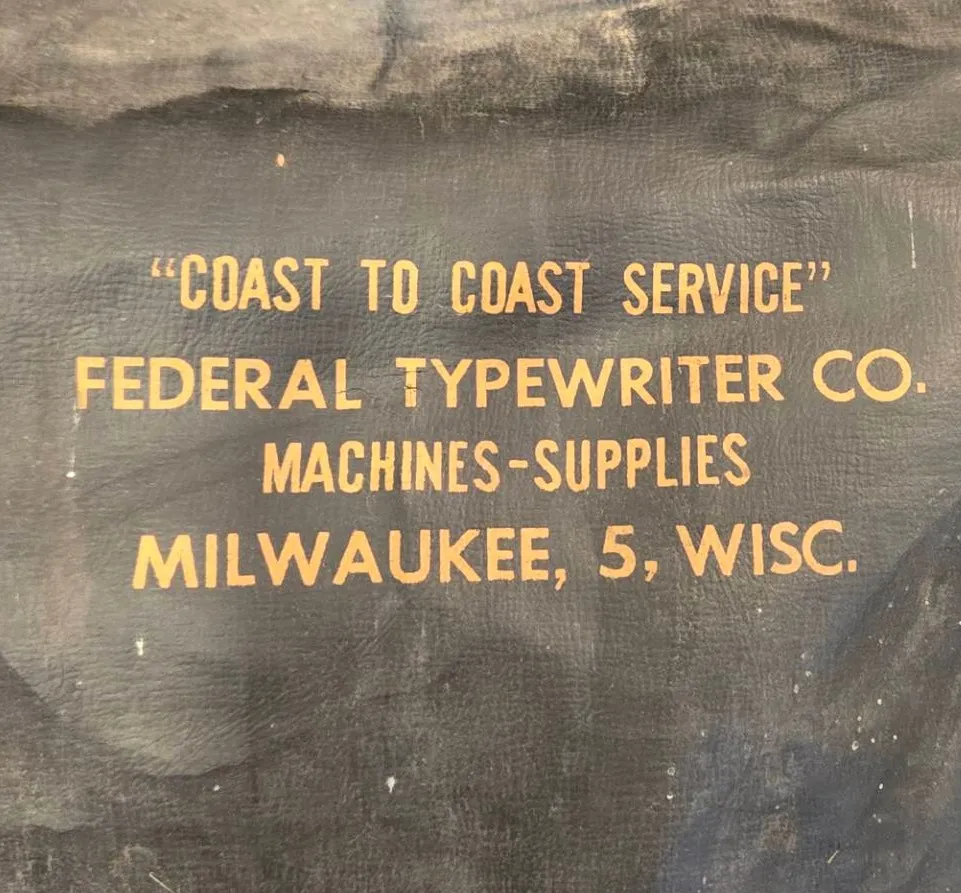 “COAST TO COAST SERVICE”
FEDERAL TYPEWRITER CO.
MACHINES-SUPPLIES
MILWAUKEE, 5, WISC.